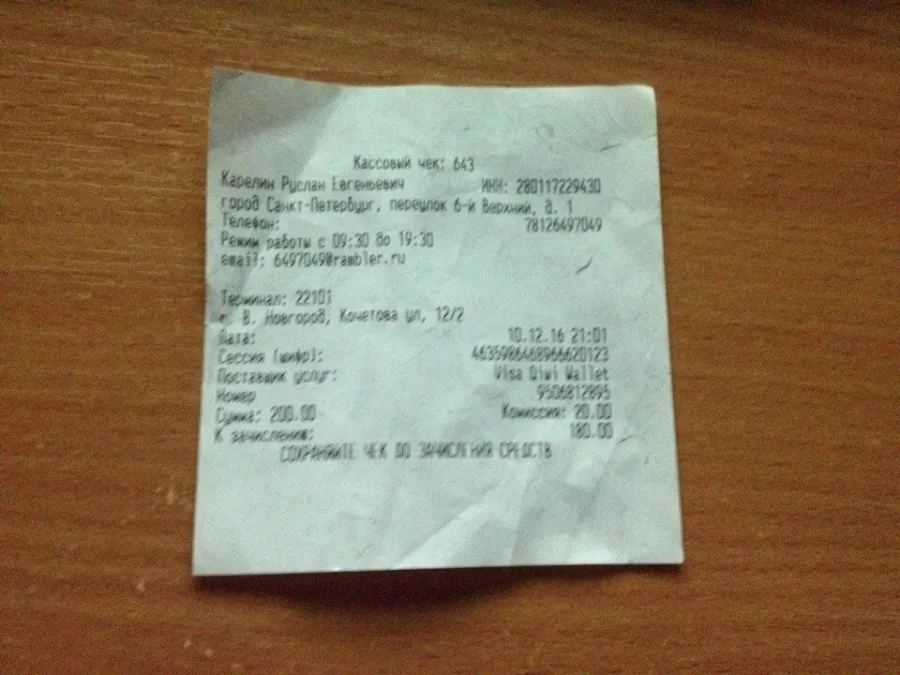 Кассовый чек: 643
Карелин Руслан Евгеньевич ИНН: 280117229430
город Санкт-Петербург, переулок 6-й Верхний, д. 1
Телефон: 78126497049
Режим работы с 09:30 до 19:30
email: 6497049@rambler.ru
Терминал: 22101
г. В. Новгород, Кочетова ул, 12/2
Дата: 10.12.16 21:01
Сессия (шифр): 4635986468966620123
Поставщик услуг: Visa Qiwi Wallet
Номер 9506812895
Сумма: 200.00 Комиссия: 20.00
К зачислению: 180.00
СОХРАНЯЙТЕ ЧЕК ДО ЗАЧИСЛЕНИЯ СРЕДСТВ